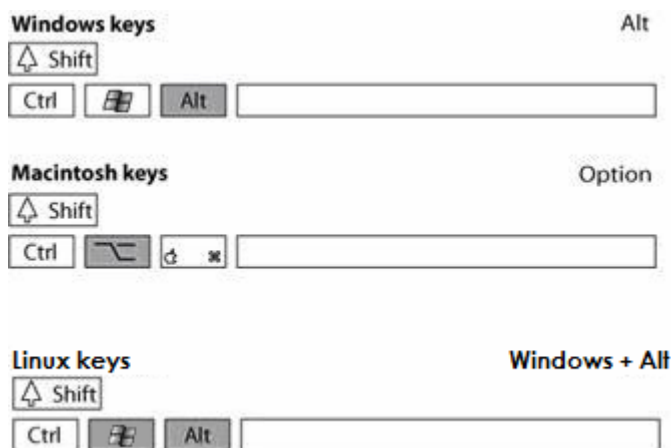 Windows keys Alt
Shift
Ctrl Alt
Macintosh keys Option
Shift
Ctrl
Linux keys Windows + Alt
Shift
Ctrl Alt